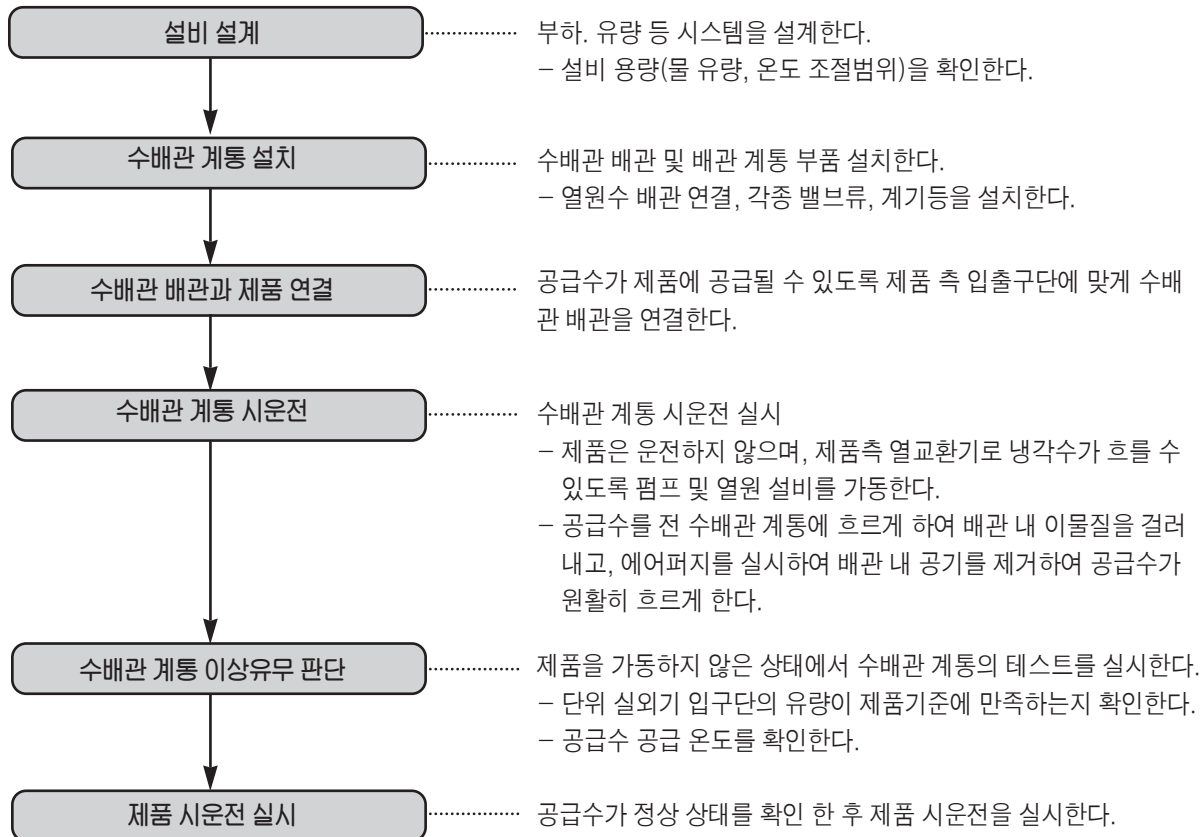 설비 설계
부하. 유량 등 시스템을 설계한다.
– 설비 용량(물 유량, 온도 조절범위)을 확인한다.
수배관 계통 설치
수배관 배관 및 배관 계통 부품 설치한다.
– 열원수 배관 연결, 각종 밸브류, 계기등을 설치한다.
수배관 배관과 제품 연결
공급수가 제품에 공급될 수 있도록 제품 측 입출구단에 맞게 수배
관 배관을 연결한다.
수배관 계통 시운전
수배관 계통 시운전 실시
– 제품은 운전하지 않으며, 제품측 열교환기로 냉각수가 흐를 수
있도록 펌프 및 열원 설비를 가동한다.
– 공급수를 전 수배관 계통에 흐르게 하여 배관 내 이물질을 걸러
내고, 에어퍼지를 실시하여 배관 내 공기를 제거하여 공급수가
원활히 흐르게 한다.
수배관 계통 이상유무 판단
제품을 가동하지 않은 상태에서 수배관 계통의 테스트를 실시한다.
– 단위 실외기 입구단의 유량이 제품기준에 만족하는지 확인한다.
– 공급수 공급 온도를 확인한다.
제품 시운전 실시
공급수가 정상 상태를 확인 한 후 제품 시운전을 실시한다.